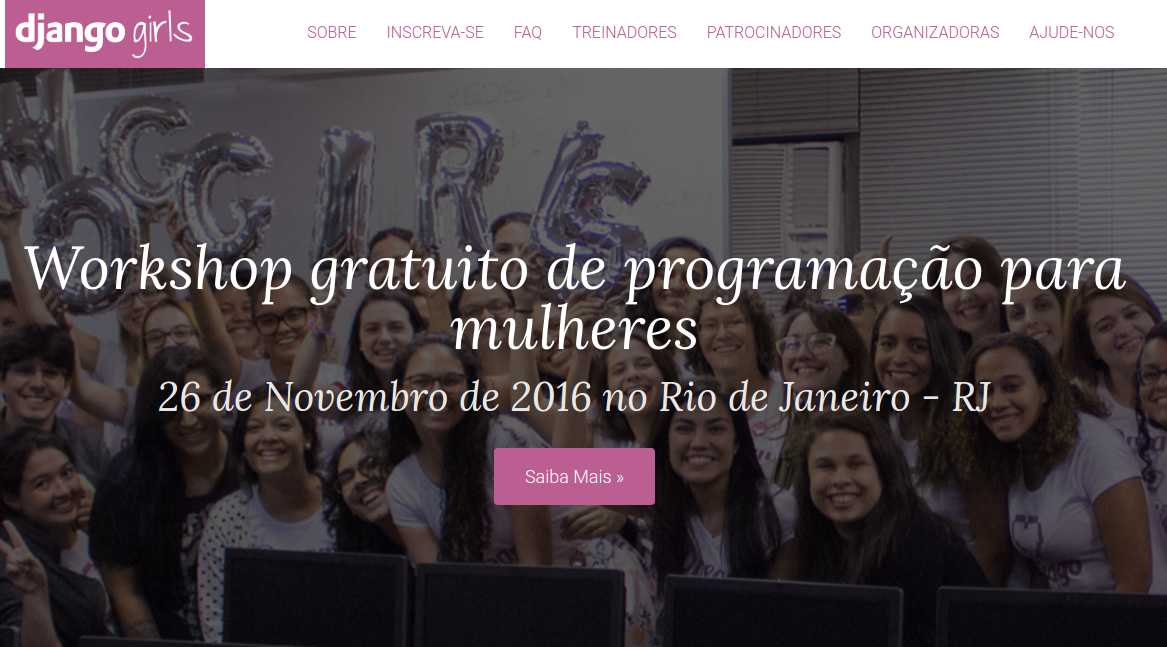 django girls
SOBRE INSCREVA-SE FAQ TREINADORES PATROCINADORES ORGANIZADORAS AJUDE-NOS
GIRLS
Workshop gratuito de programação para
mulheres
26 de Novembro de 2016 no Rio de Janeiro - RJ
Saiba Mais »